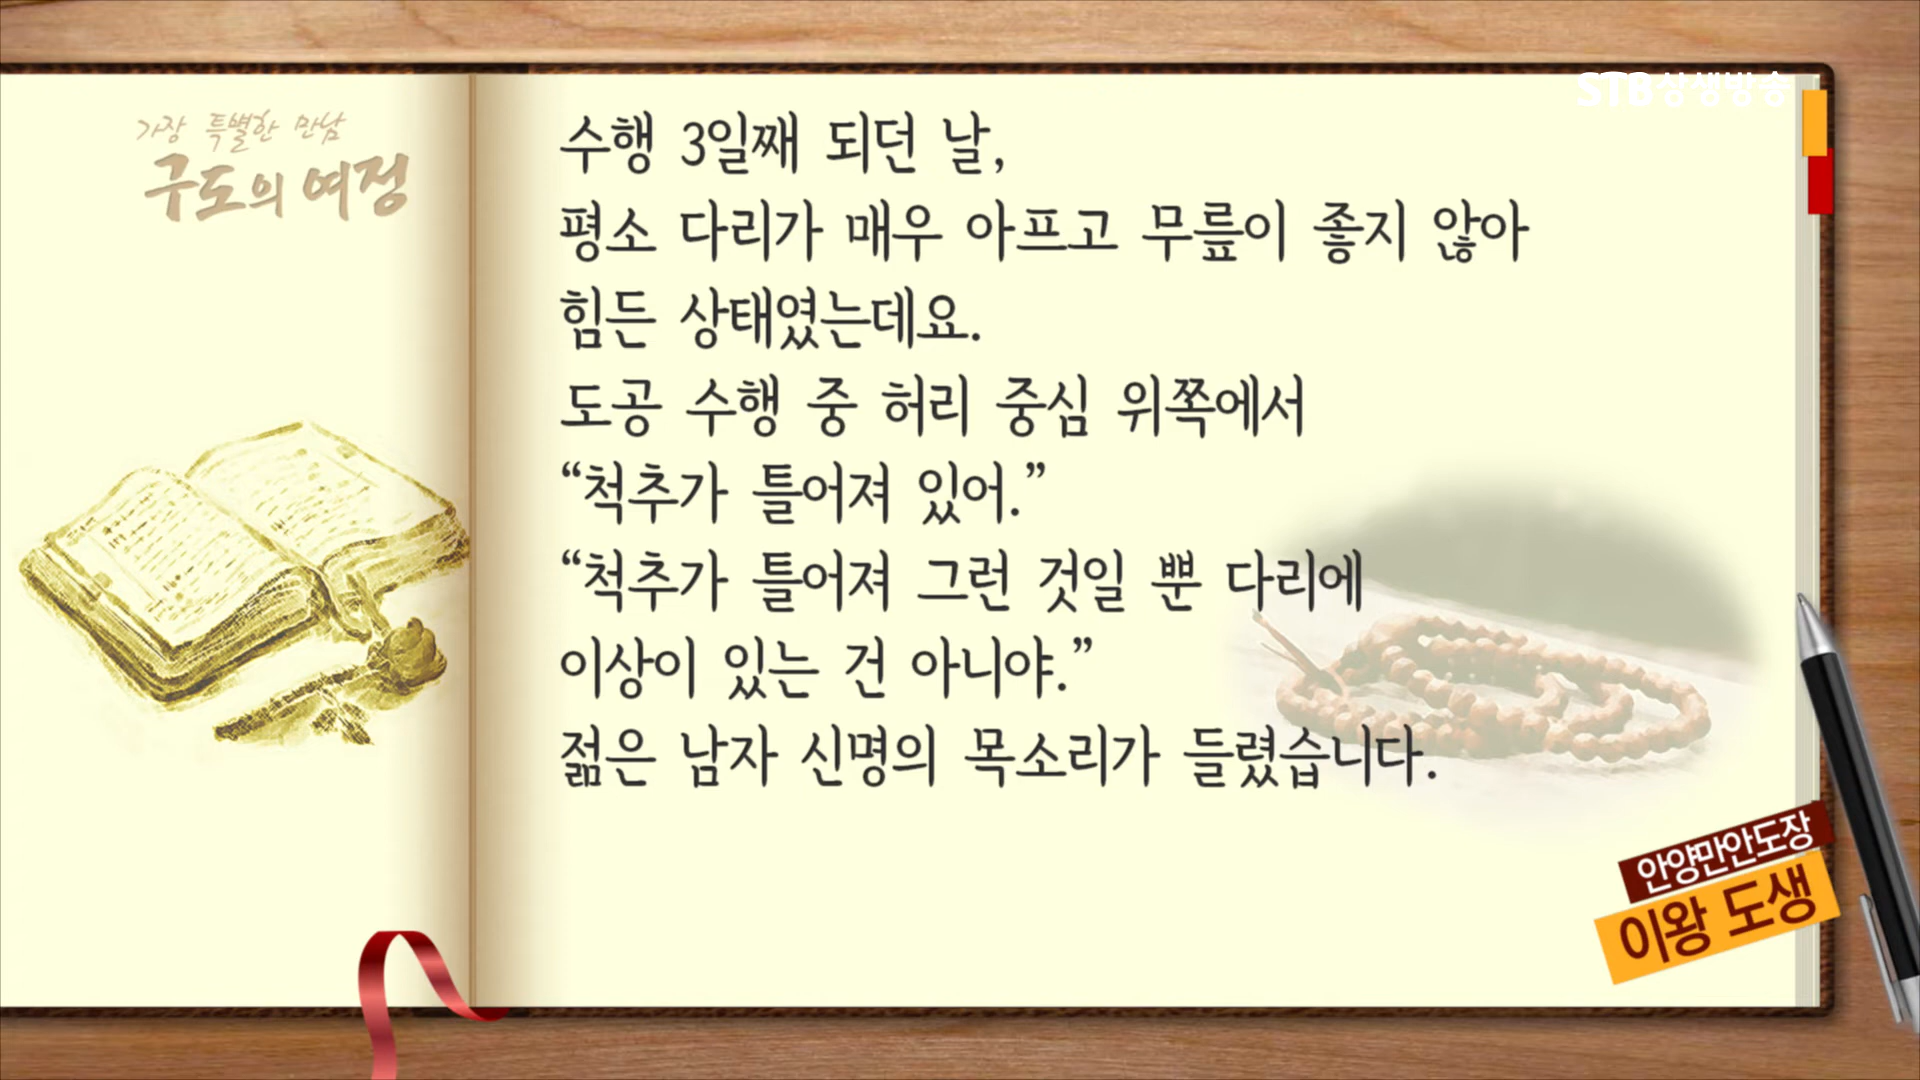 가장 특별한 만남
구도의 여정
STB상생방송
수행 3일째 되던 날,
평소 다리가 매우 아프고 무릎이 좋지 않아
힘든 상태였는데요.
도공 수행 중 허리 중심 위쪽에서
“척추가 틀어져 있어.”
“척추가 틀어져 그런 것일 뿐 다리에
이상이 있는 건 아니야.”
젊은 남자 신명의 목소리가 들렸습니다.
안양만안도장
이왕 도생